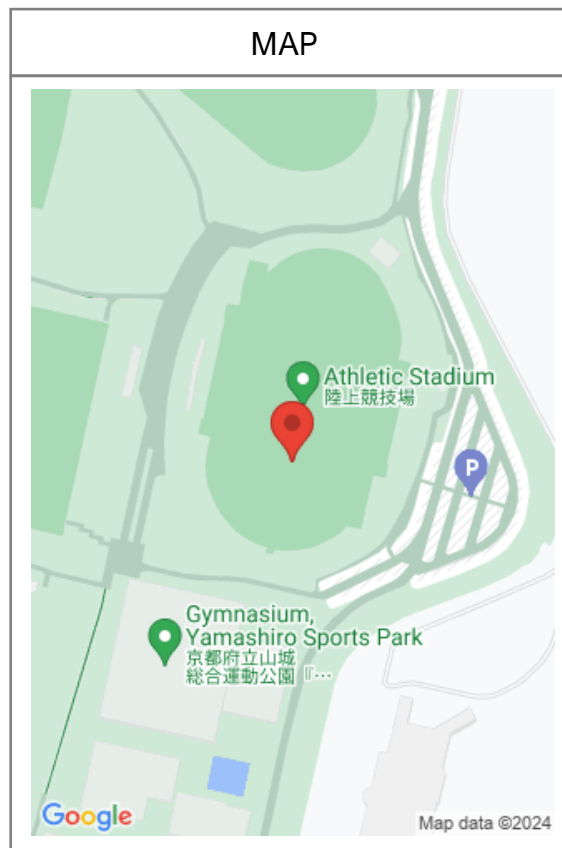 MAP
Athletic Stadium
陸上競技場
P
Gymnasium,
Yamashiro Sports Park
京都府立山城
総合運動公園『…
Google
Map data ©2024